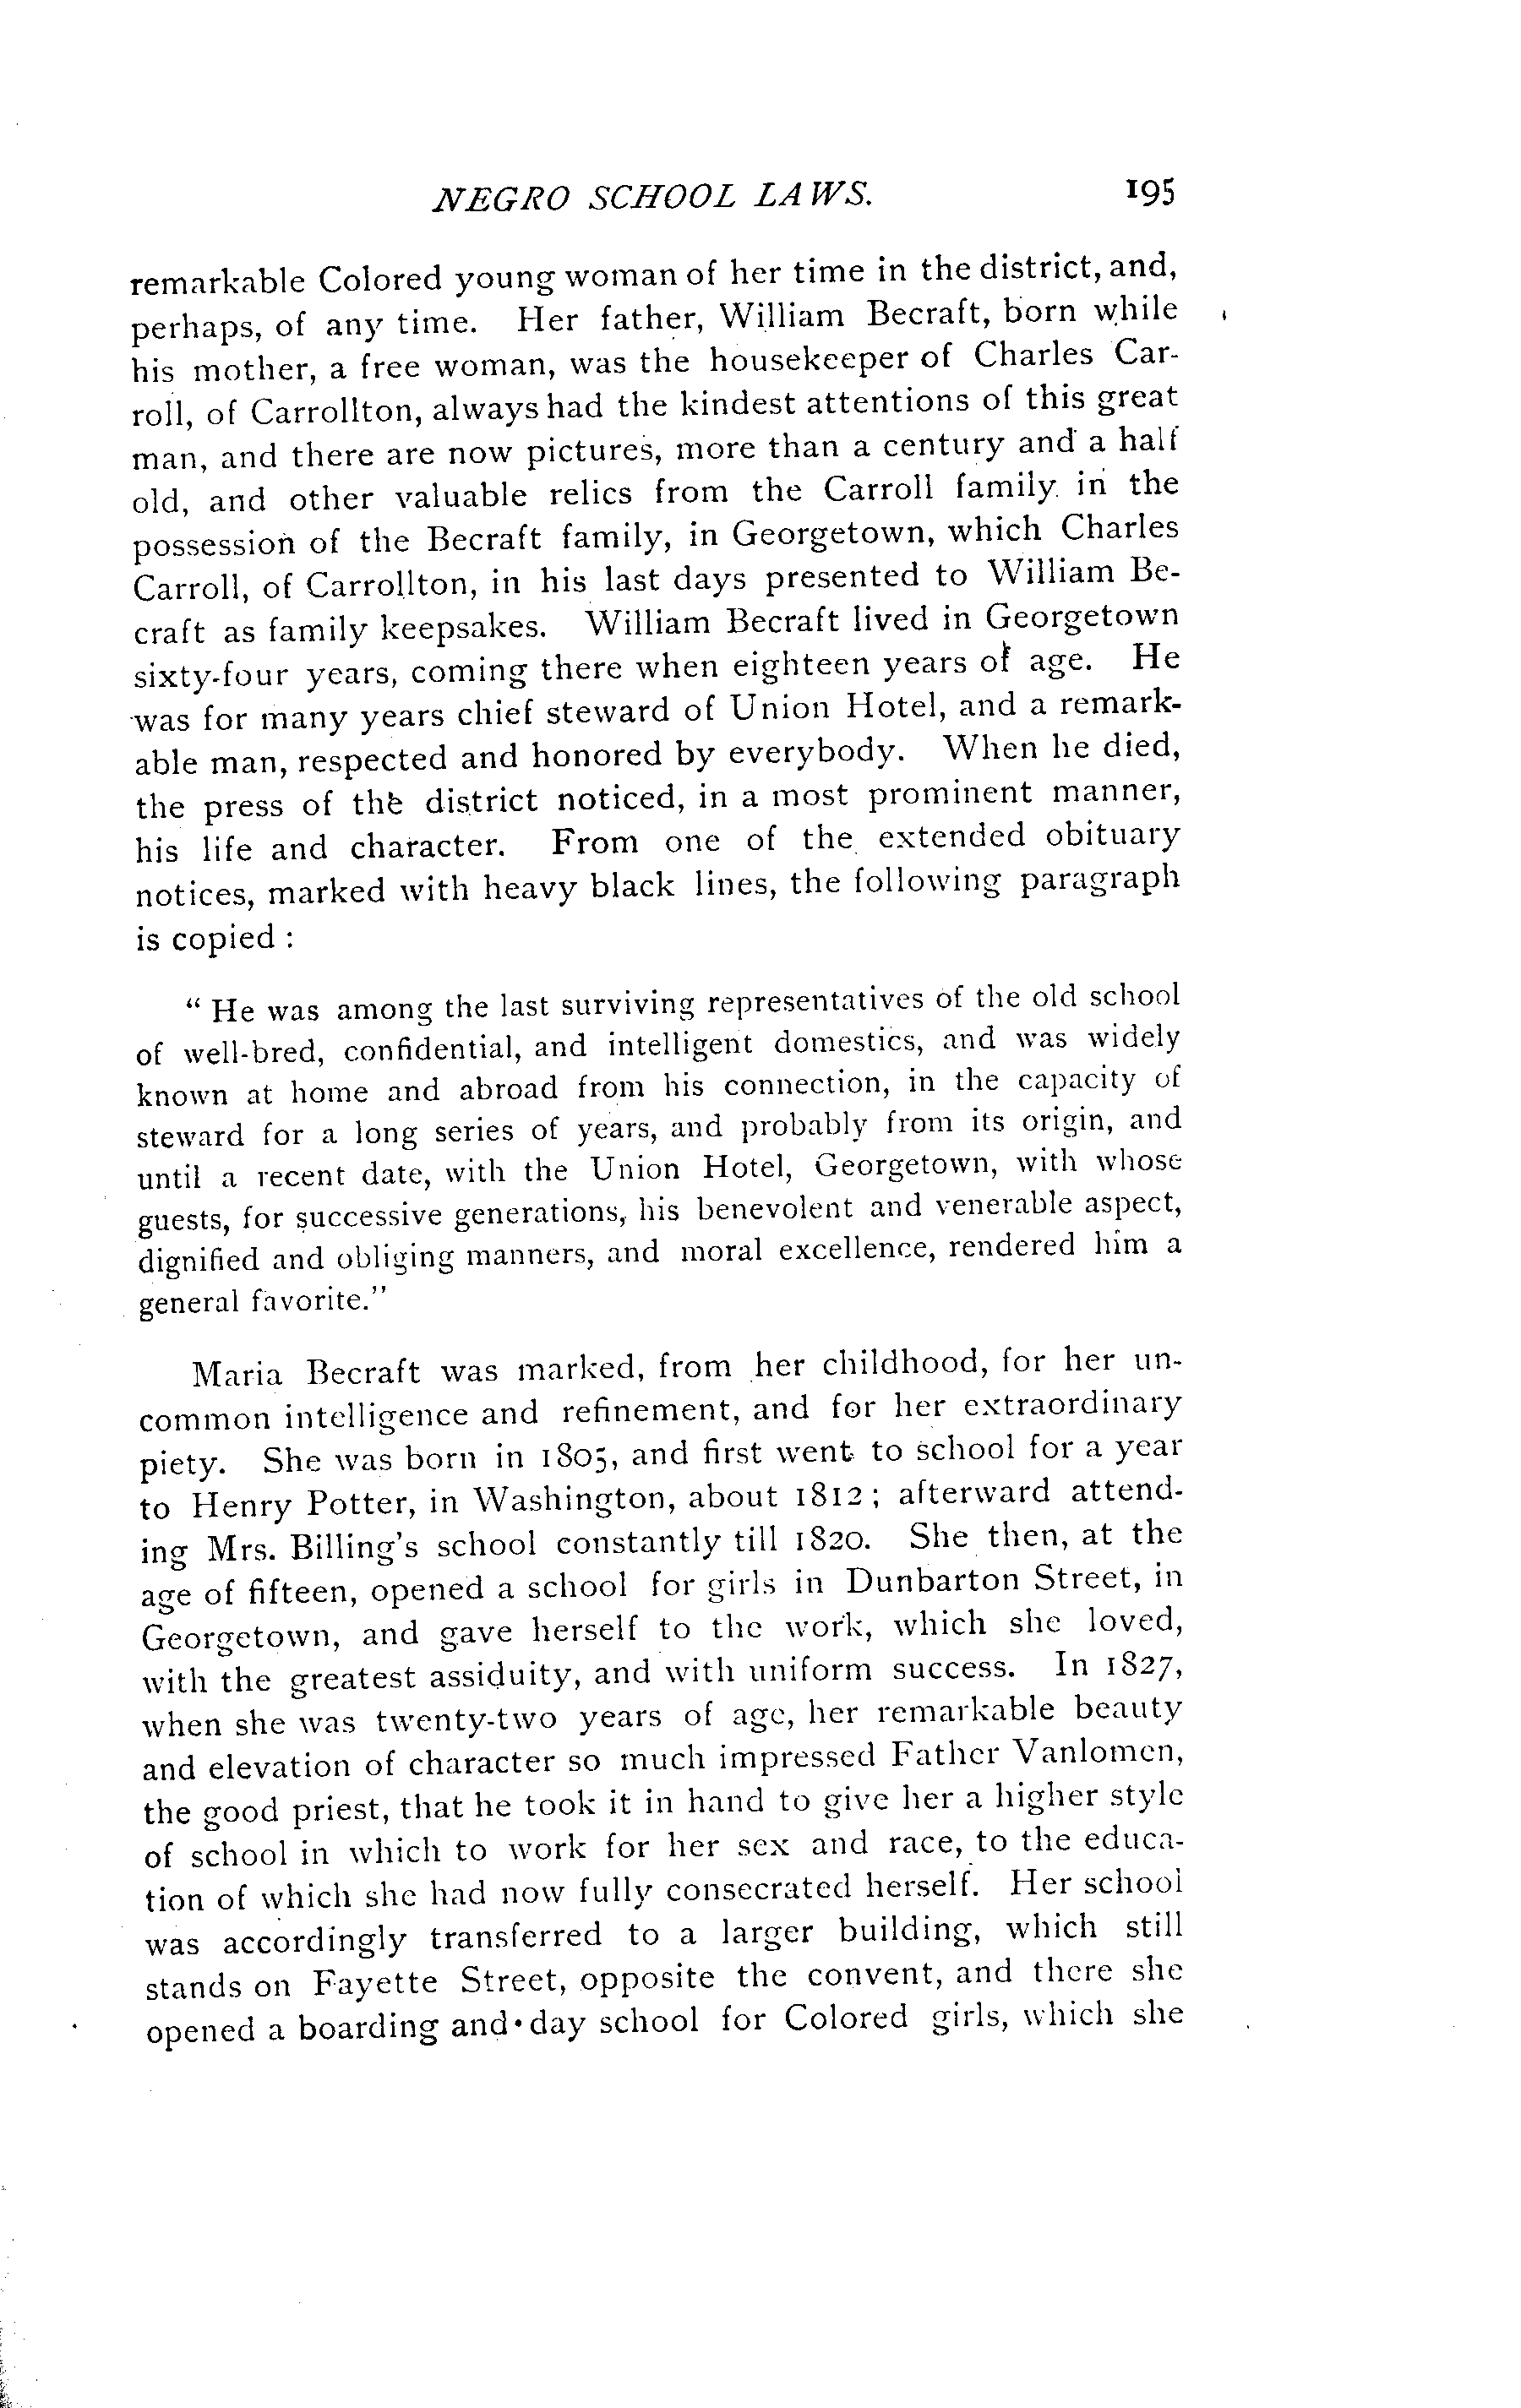 NEGRO SCHOOL LAWS. 195
remarkable Colored young woman of her time in the district, and,
perhaps, of any time. Her father, William Becraft, born while
his mother, a free woman, was the housekeeper of Charles Car-
roll, of Carrollton, always had the kindest attentions of this great
man, and there are now pictures, more than a century and a half
old, and other valuable relics from the Carroll family in the
possession of the Becraft family, in Georgetown, which Charles
Carroll, of Carrollton, in his last days presented to William Be-
craft as family keepsakes. William Becraft lived in Georgetown
sixty-four years, coming there when eighteen years of age. He
was for many years chief steward of Union Hotel, and a remark-
able man, respected and honored by everybody. When he died,
the press of the district noticed, in a most prominent manner,
his life and character. From one of the extended obituary
notices, marked with heavy black lines, the following paragraph
is copied :
“ He was among the last surviving representatives of the old school
of well-bred, confidential, and intelligent domestics, and was widely
known at home and abroad from his connection, in the capacity of
steward for a long series of years, and probably from its origin, and
until a recent date, with the Union Hotel, Georgetown, with whose
guests, for successive generations, his benevolent and venerable aspect,
dignified and obliging manners, and moral excellence, rendered him a
general favorite.”
Maria Becraft was marked, from her childhood, for her un-
common intelligence and refinement, and for her extraordinary
piety. She was born in 1805, and first went to school for a year
to Henry Potter, in Washington, about 1812 ; afterward attend-
ing Mrs. Billing's school constantly till 1820. She then, at the
age of fifteen, opened a school for girls in Dunbarton Street, in
Georgetown, and gave herself to the work, which she loved,
with the greatest assiduity, and with uniform success. In 1827,
when she was twenty-two years of age, her remarkable beauty
and elevation of character so much impressed Father Vanlomen,
the good priest, that he took it in hand to give her a higher style
of school in which to work for her sex and race, to the educa-
tion of which she had now fully consecrated herself. Her school
was accordingly transferred to a larger building, which still
stands on Fayette Street, opposite the convent, and there she
opened a boarding and day school for Colored girls, which she